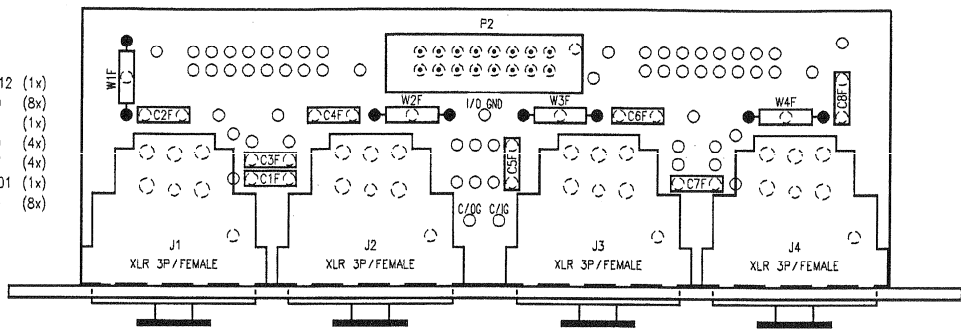 P2
12 (1x)
(8x)
(1x)
(4x)
(4x)
01 (1x)
(8x)
W1F
C2F
C4F
W2F
I/O GND
W3F
C6F
W4F
C8F
C3F
C1F
C5F
C7F
C/OG C/IG
J1
XLR 3P/FEMALE
J2
XLR 3P/FEMALE
J3
XLR 3P/FEMALE
J4
XLR 3P/FEMALE